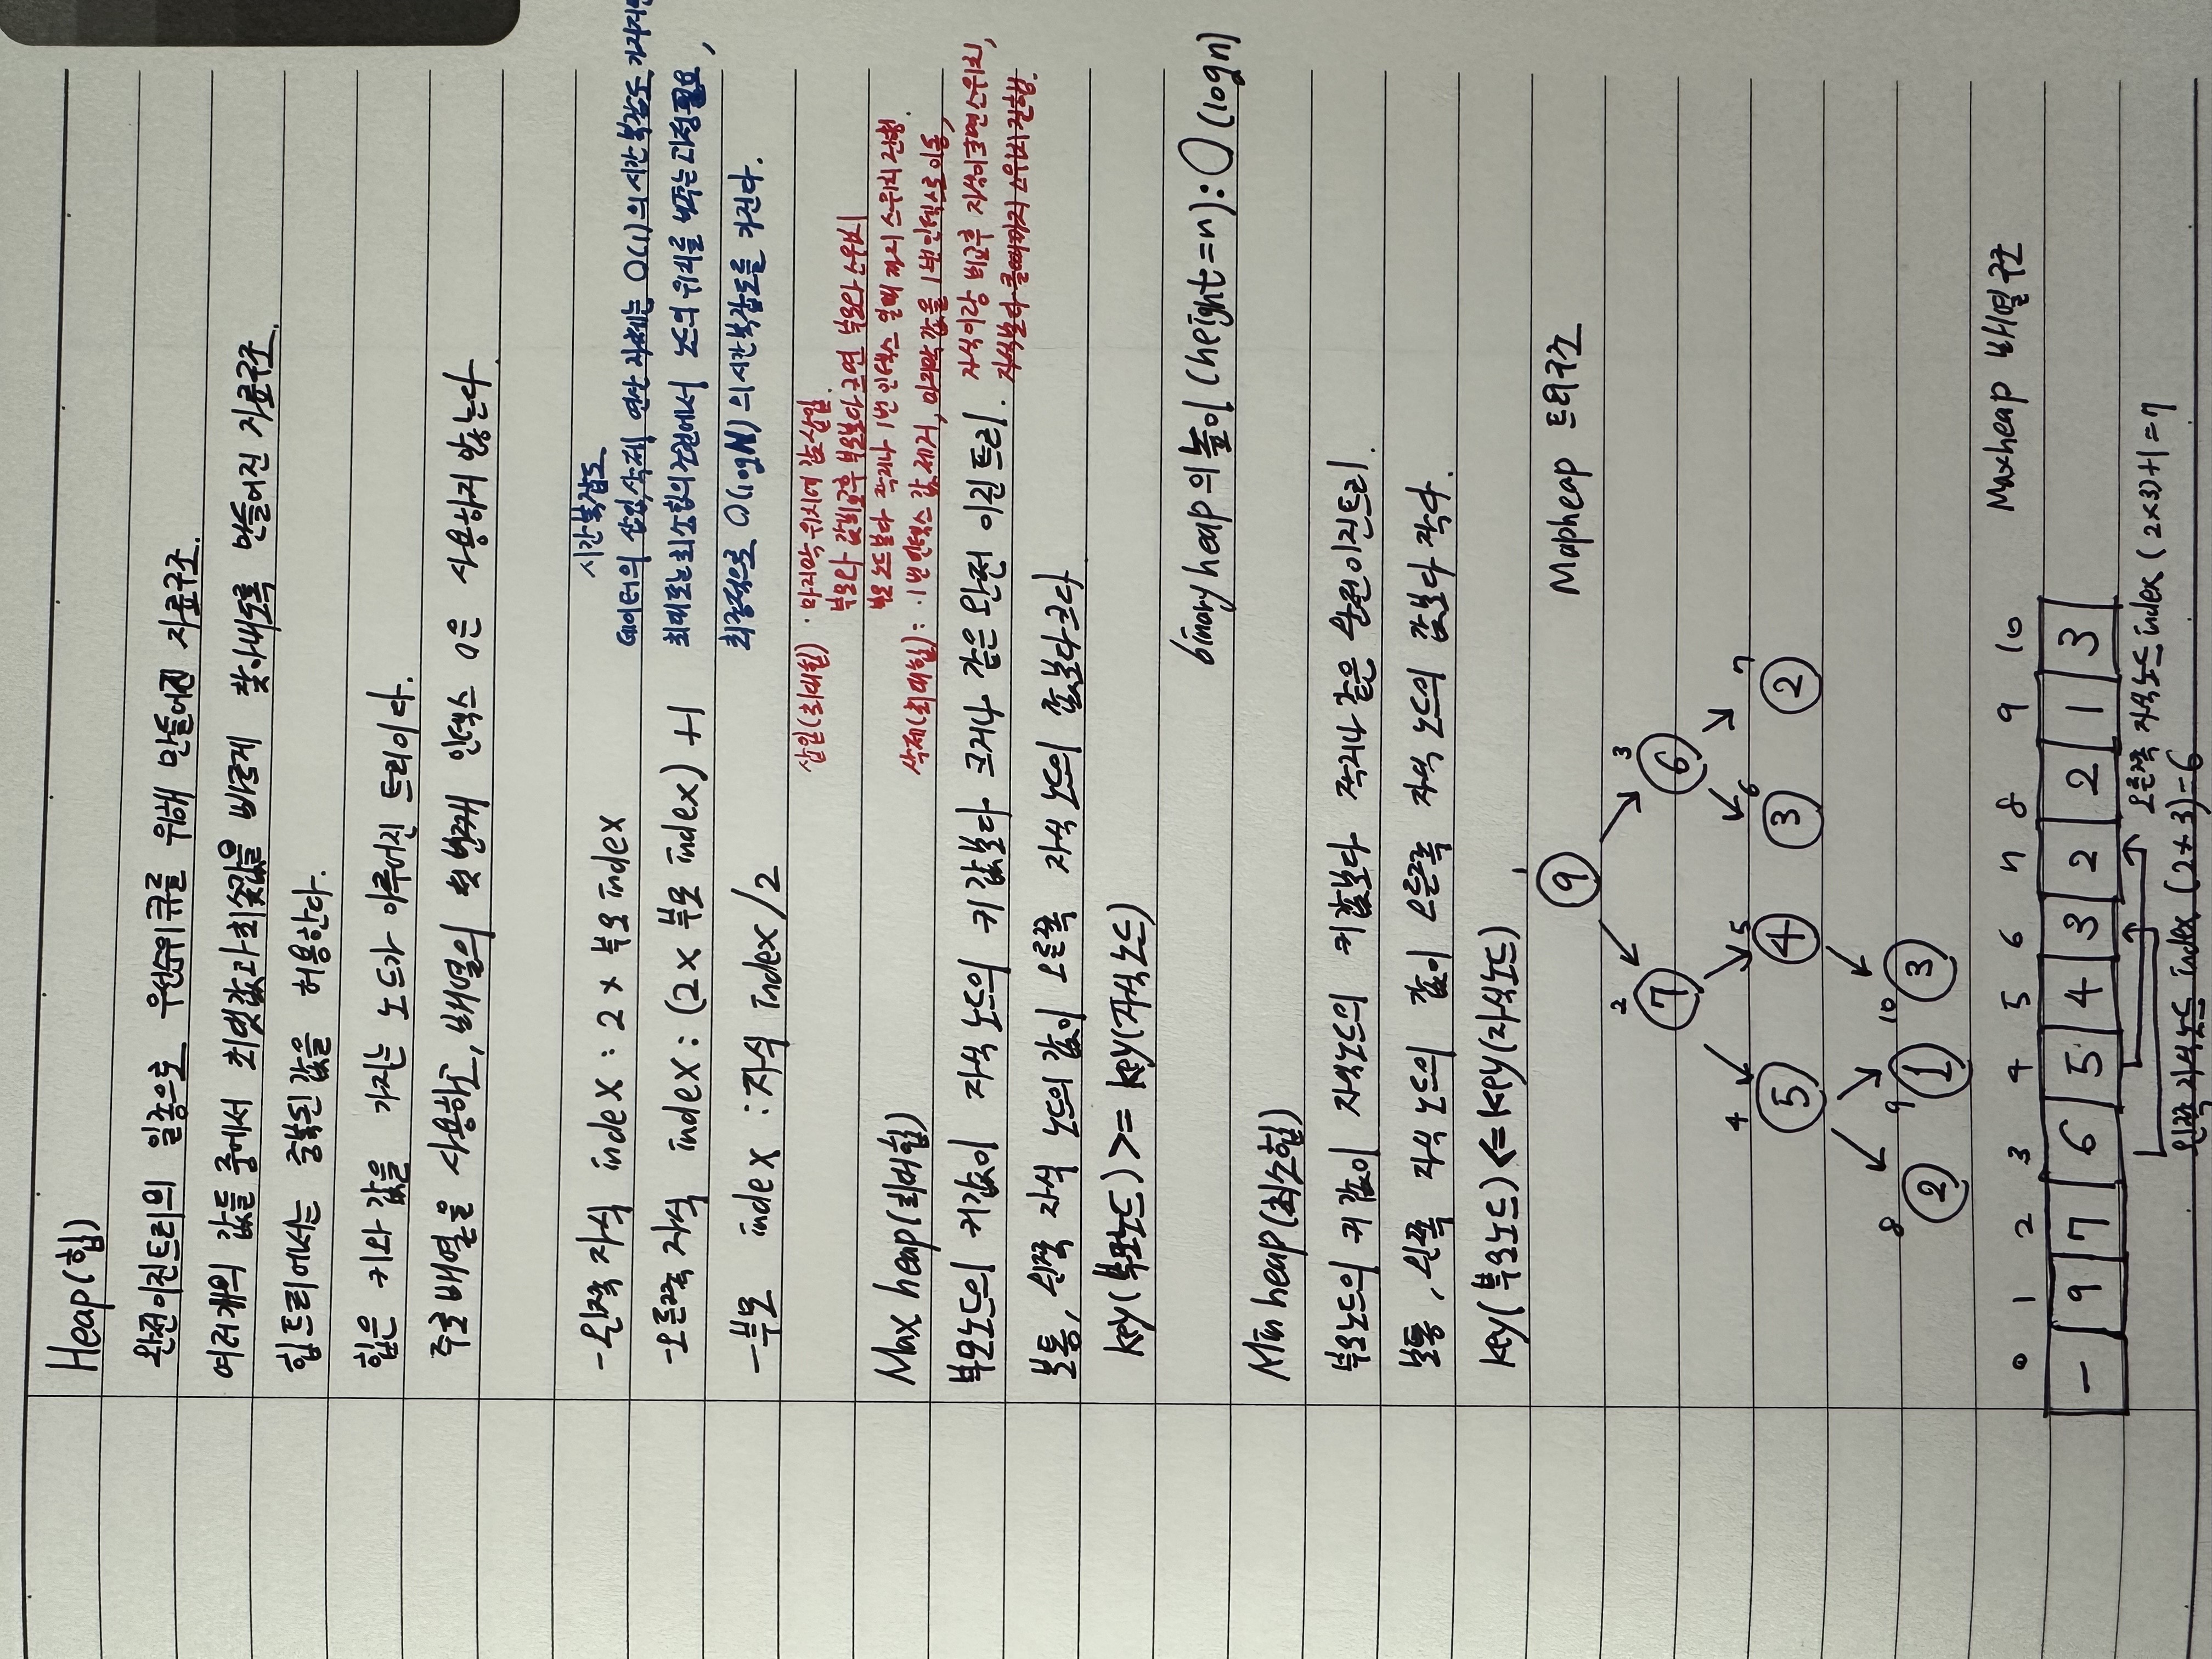 Heap(힙)
완전이진트리의 일종으로 우선순위큐를 위해 만들어진 자료구조.
여러개의 값들 중에서 최댓값과 최솟값을 빠르게 찾아내도록 만들어진 자료구조.
힙트리에서는 중복된 값을 허용한다.
힙은 키와 값을 가지는 노드가 이루어진 트리이다.
주로 배열을 사용하고, 배열의 첫 번째 인덱스 0은 사용하지 않는다.
-왼쪽 자식 index : 2 x 부모 index
-오른쪽 자식 index : (2 x 부모 index) +1
-부모 index : 자식 index/2
시간복잡도
데이터의 삽입, 삭제 연산 자체는 O(1)의 시간 복잡도 가지지만
최대또는최소힙의 조건에서 노드의 위치를 바꾸는 과정 필요,
최종적으로 O(logN)의 시간복잡도를 가진다.
삽입(최대힙) · 마지막 위치에 값 삽입.
부모와 값비교후 부모보다 크면 부모와 스위치
부모 노드보다 작거나 1번 인덱스 일때 까지 스위치 진행.
삭제(최대힙) : ·1번인덱스 값 제거, 마지막 값을 1번인덱스로 이동,
자식이랑 비교후 자식이크면 스위치,
자식보다 클때까지 스위치 진행.
Max heap(최대힙)
부모노드의 키값이 자식 노드의 키 값보다 크거나 같은 완전 이진 트리.
보통, 왼쪽 자식 노드의 값이 오른쪽 자식 노드의 값보다 크다
key(부모노드) >= key(자식노드)
binary heap의 높이 (height=n) : O(logn)
Min heap(최소힙)
부모노드의 키 값이 자식노드의 키값보다 작거나 같은 완전이진트리.
보통, 왼쪽 자식 노드의 값이 오른쪽 자식 노드의 값보다 작다.
key(부모노드) <= key(자식노드)
Mapheap 트리구조
1
9
2 3
7 6
4 5 6 7
5 4 3 2
8 9 10
2 1 3
Maxheap 배열구조
0 1 2 3 4 5 6 7 8 9 10
- 9 7 6 5 4 3 2 2 1 3
오른쪽 자식노드 index (2x3)+1=7
왼쪽 자식노드 index (2x3)=6